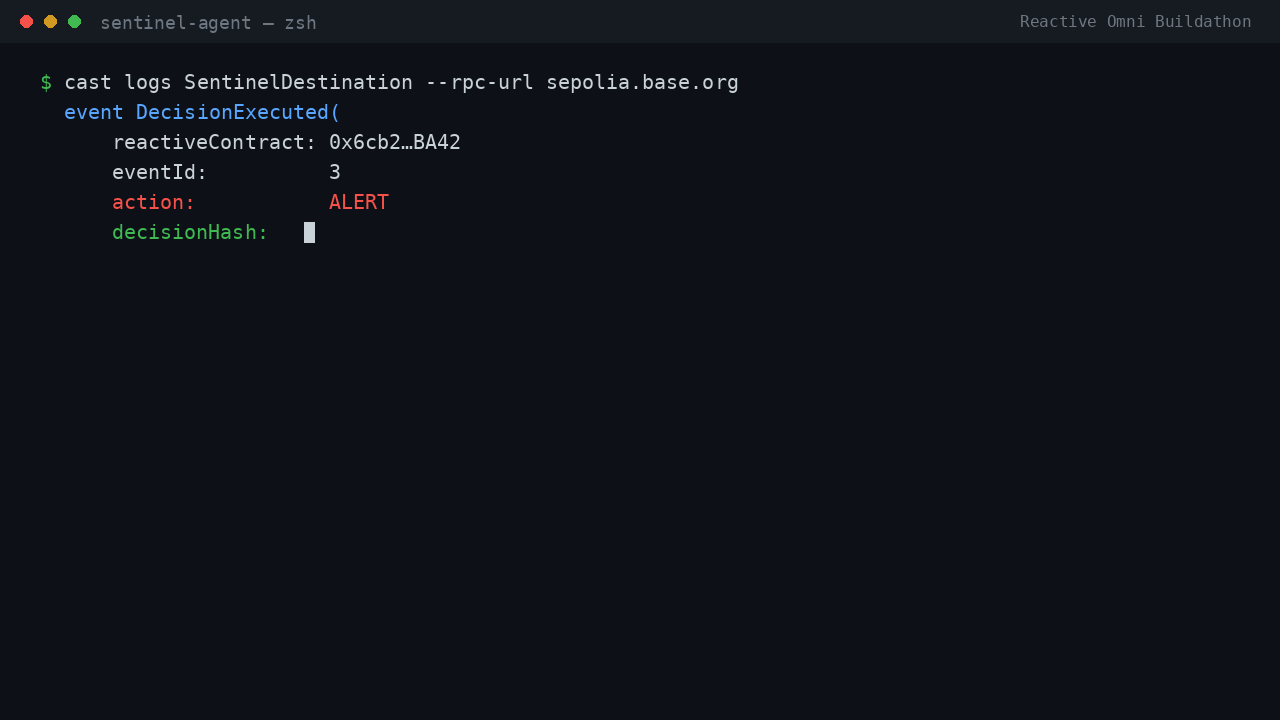 sentinel-agent — zsh
Reactive Omni Buildathon
$ cast logs SentinelDestination --rpc-url sepolia.base.org
event DecisionExecuted(
reactiveContract: 0x6cb2…BA42
eventId: 3
action: ALERT
decisionHash: